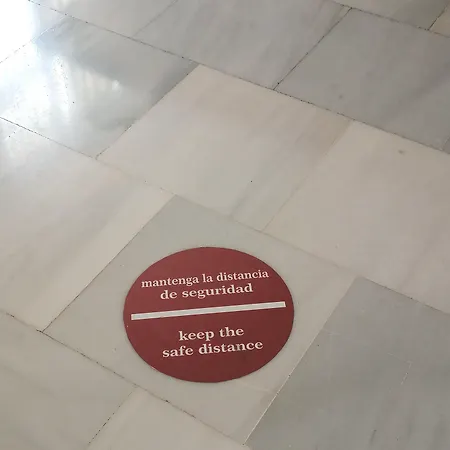 mantenga la distancia
de seguridad
keep the
safe distance